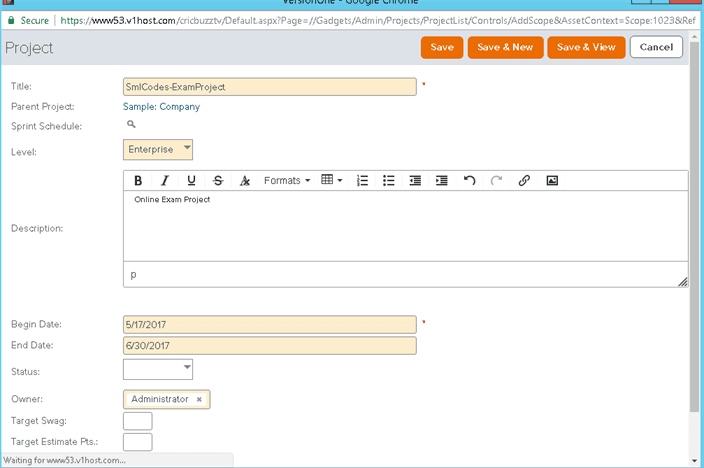 VersionOne - Google Chrome
Secure https://www53.v1host.com/cricbuzztv/Default.aspx?Page=//Gadgets/Admin/Projects/ProjectList/Controls/AddScope&AssetContext=Scope:1023&Ref
Project Save Save & New Save & View Cancel
Title: SmlCodes-ExamProject *
Parent Project: Sample: Company
Sprint Schedule:
Level: Enterprise
B I U S A Formats
Online Exam Project
Description:
p
Begin Date: 5/17/2017 *
End Date: 6/30/2017
Status:
Owner: Administrator ×
Target Swag:
Target Estimate Pts.:
Waiting for www53.v1host.com...